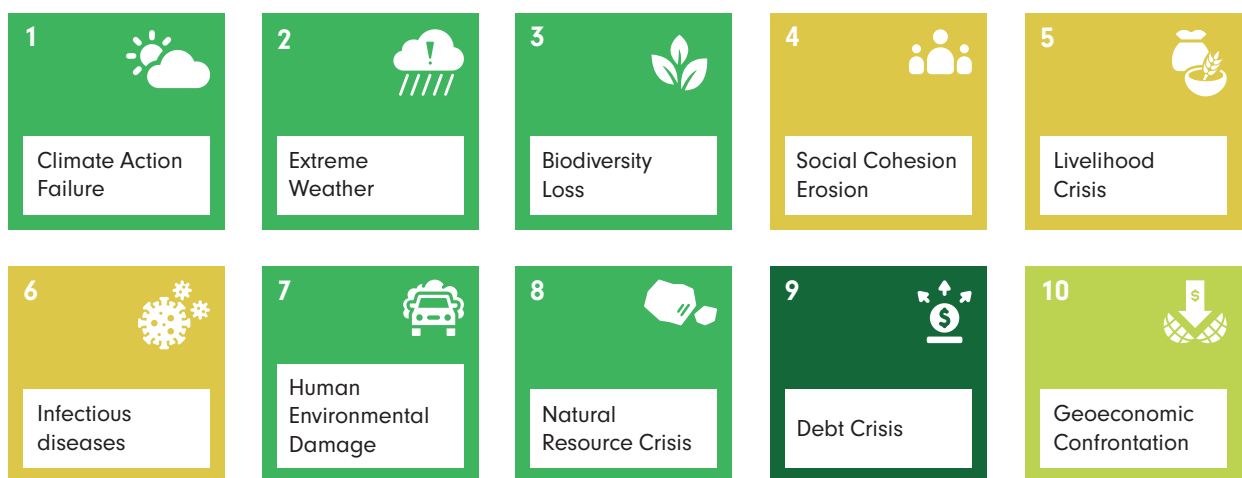 1
Climate Action
Failure
2
Extreme
Weather
3
Biodiversity
Loss
4
Social Cohesion
Erosion
5
Livelihood
Crisis
6
Infectious
diseases
7
Human
Environmental
Damage
8
Natural
Resource Crisis
9
$
Debt Crisis
10
$
Geoeconomic
Confrontation